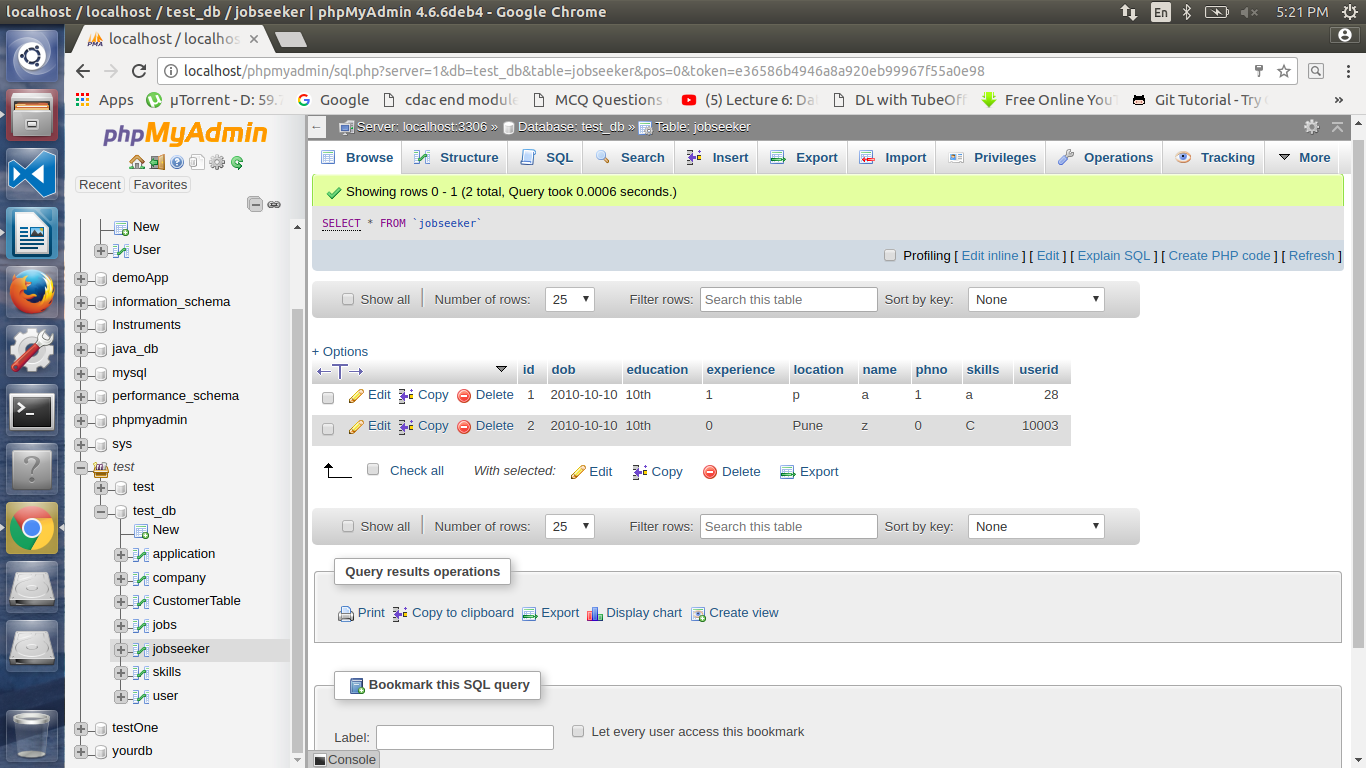 localhost / localhost / test_db / jobseeker | phpMyAdmin 4.6.6deb4 - Google Chrome
En
5:21 PM
localhost / localhos
localhost/phpmyadmin/sql.php?server=1&db=test_db&table=jobseeker&pos=0&token=e36586b4946a8a920eb99967f55a0e98
Apps
µTorrent - D: 59.
Google
cdac end module
MCQ Questions
(5) Lecture 6: Da
DL with TubeOff
Free Online You
Git Tutorial - Try
»
phpMyAdmin
Recent
Favorites
New
User
demoApp
information_schema
Instruments
java_db
mysql
performance_schema
phpmyadmin
sys
test
test
test_db
New
application
company
CustomerTable
jobs
jobseeker
skills
user
testOne
yourdb
Server: localhost:3306 » Database: test_db » Table: jobseeker
Browse Structure SQL Search Insert Export Import Privileges Operations Tracking More
Showing rows 0 - 1 (2 total, Query took 0.0006 seconds.)
SELECT * FROM `jobseeker`
Profiling [ Edit inline ] [ Edit ] [ Explain SQL ] [ Create PHP code ] [ Refresh ]
Show all Number of rows: 25 Filter rows: Search this table Sort by key: None
+ Options
id dob education experience location name phno skills userid
Edit Copy Delete 1 2010-10-10 10th 1 p a 1 a 28
Edit Copy Delete 2 2010-10-10 10th 0 Pune z 0 C 10003
Check all With selected: Edit Copy Delete Export
Show all Number of rows: 25 Filter rows: Search this table Sort by key: None
Query results operations
Print Copy to clipboard Export Display chart Create view
Bookmark this SQL query
Label: Let every user access this bookmark
Console